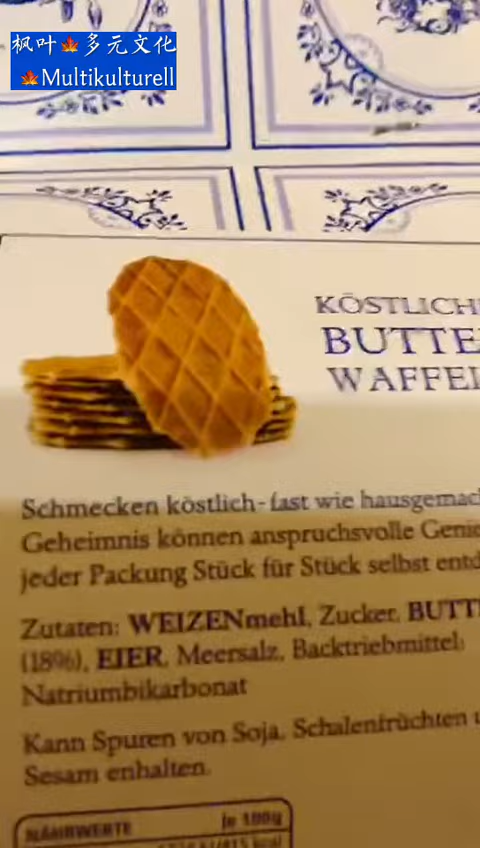 枫叶🍁多元文化
🍁Multikulturell
KÖSTLICH
BUTTE
WAFFEL
Schmecken köstlich-fast wie hausgemac
Geheimnis können anspruchsvolle Genie
jeder Packung Stück für Stück selbst entd
Zutaten: WEIZENmehl, Zucker, BUTT
(18%), EIER, Meersalz, Backtriebmittel:
Natriumbikarbonat
Kann Spuren von Soja, Schalenfrüchten u
Sesam enthalten.
NÄHRWERTE je 100g